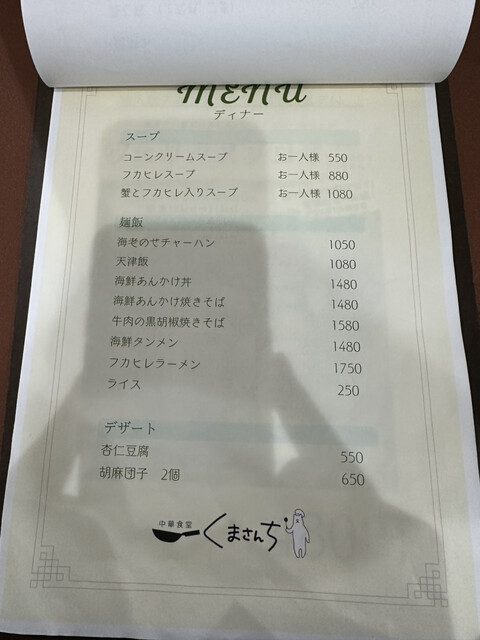 MENU
ディナー
スープ
コーンクリームスープ お一人様 550
フカヒレスープ お一人様 880
蟹とフカヒレ入りスープ お一人様 1080
麺飯
海老のせチャーハン 1050
天津飯 1080
海鮮あんかけ丼 1480
海鮮あんかけ焼きそば 1480
牛肉の黒胡椒焼きそば 1580
海鮮タンメン 1480
フカヒレラーメン 1750
ライス 250
デザート
杏仁豆腐 550
胡麻団子 2個 650
中華食堂
くまさんち